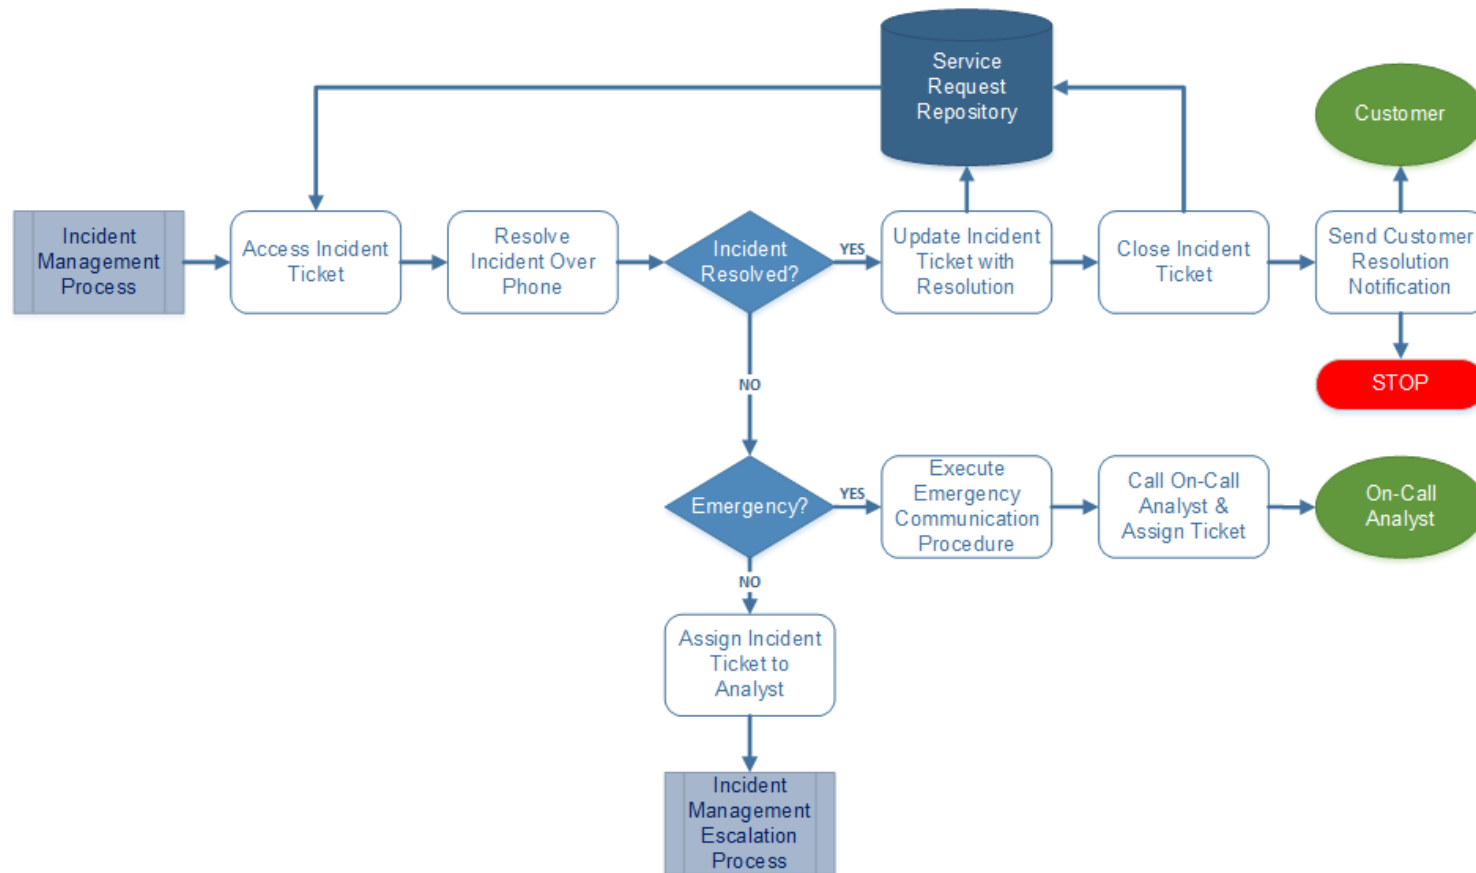 Service
Request
Repository
Customer
Incident
Management
Process
Access Incident
Ticket
Resolve
Incident Over
Phone
Incident
Resolved?
YES
Update Incident
Ticket with
Resolution
Close Incident
Ticket
Send Customer
Resolution
Notification
NO
STOP
Emergency?
YES
Execute
Emergency
Communication
Procedure
Call On-Call
Analyst &
Assign Ticket
On-Call
Analyst
NO
Assign Incident
Ticket to
Analyst
Incident
Management
Escalation
Process